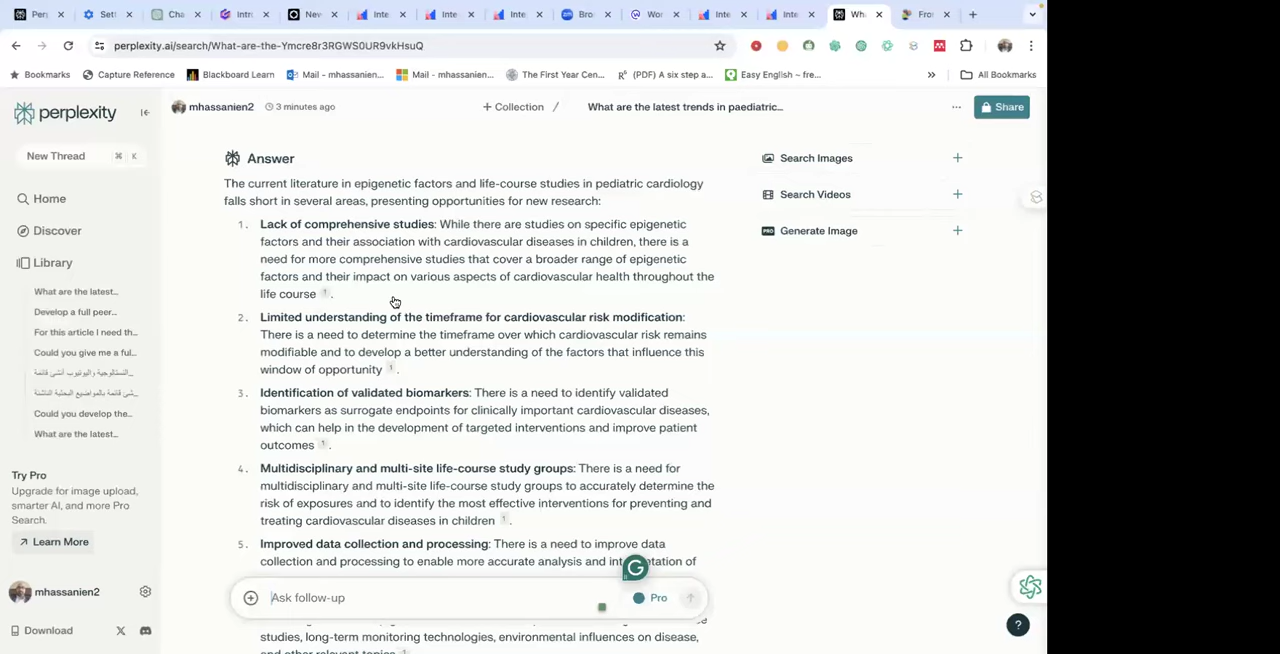 Per
Sett
Cha
Intr
New
Inte
Inte
Inte
Bro
Wor
Inte
Inte
Wha
Fro
perplexity.ai/search/What-are-the-Ymcre8r3RGWS0UR9vkHsuQ
Bookmarks
Capture Reference
Blackboard Learn
Mail – mhassanien...
Mail – mhassanien...
The First Year Cen...
(PDF) A six step a...
Easy English ~ fre...
»
All Bookmarks
perplexity
mhassanien2
3 minutes ago
+ Collection /
What are the latest trends in paediatric...
Share
New Thread
⌘ K
Home
Discover
Library
What are the latest...
Develop a full peer...
For this article I need th...
Could you give me a ful...
Could you develop the...
What are the latest...
Try Pro
Upgrade for image upload,
smarter AI, and more Pro
Search.
Learn More
mhassanien2
Download
Answer
The current literature in epigenetic factors and life-course studies in pediatric cardiology
falls short in several areas, presenting opportunities for new research:
1. Lack of comprehensive studies: While there are studies on specific epigenetic
factors and their association with cardiovascular diseases in children, there is a
need for more comprehensive studies that cover a broader range of epigenetic
factors and their impact on various aspects of cardiovascular health throughout the
life course 1.
2. Limited understanding of the timeframe for cardiovascular risk modification:
There is a need to determine the timeframe over which cardiovascular risk remains
modifiable and to develop a better understanding of the factors that influence this
window of opportunity 1.
3. Identification of validated biomarkers: There is a need to identify validated
biomarkers as surrogate endpoints for clinically important cardiovascular diseases,
which can help in the development of targeted interventions and improve patient
outcomes 1.
4. Multidisciplinary and multi-site life-course study groups: There is a need for
multidisciplinary and multi-site life-course study groups to accurately determine the
risk of exposures and to identify the most effective interventions for preventing and
treating cardiovascular diseases in children 1.
5. Improved data collection and processing: There is a need to improve data
collection and processing to enable more accurate analysis and int tation of
Ask follow-up
Pro
studies, long-term monitoring technologies, environmental influences on disease,
and other relevant topics 1.
Search Images
Search Videos
PRO
Generate Image
?